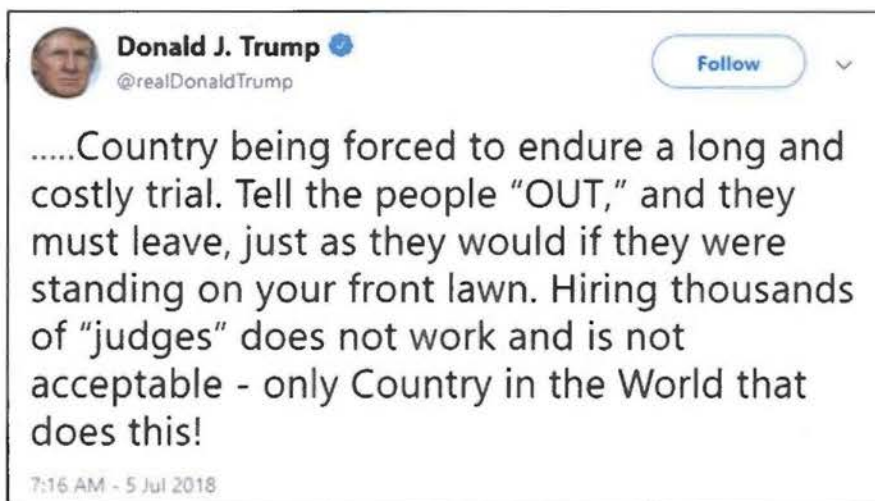 Donald J. Trump
@realDonaldTrump
Follow
.....Country being forced to endure a long and
costly trial. Tell the people "OUT," and they
must leave, just as they would if they were
standing on your front lawn. Hiring thousands
of "judges" does not work and is not
acceptable - only Country in the World that
does this!
7:16 AM - 5 Jul 2018